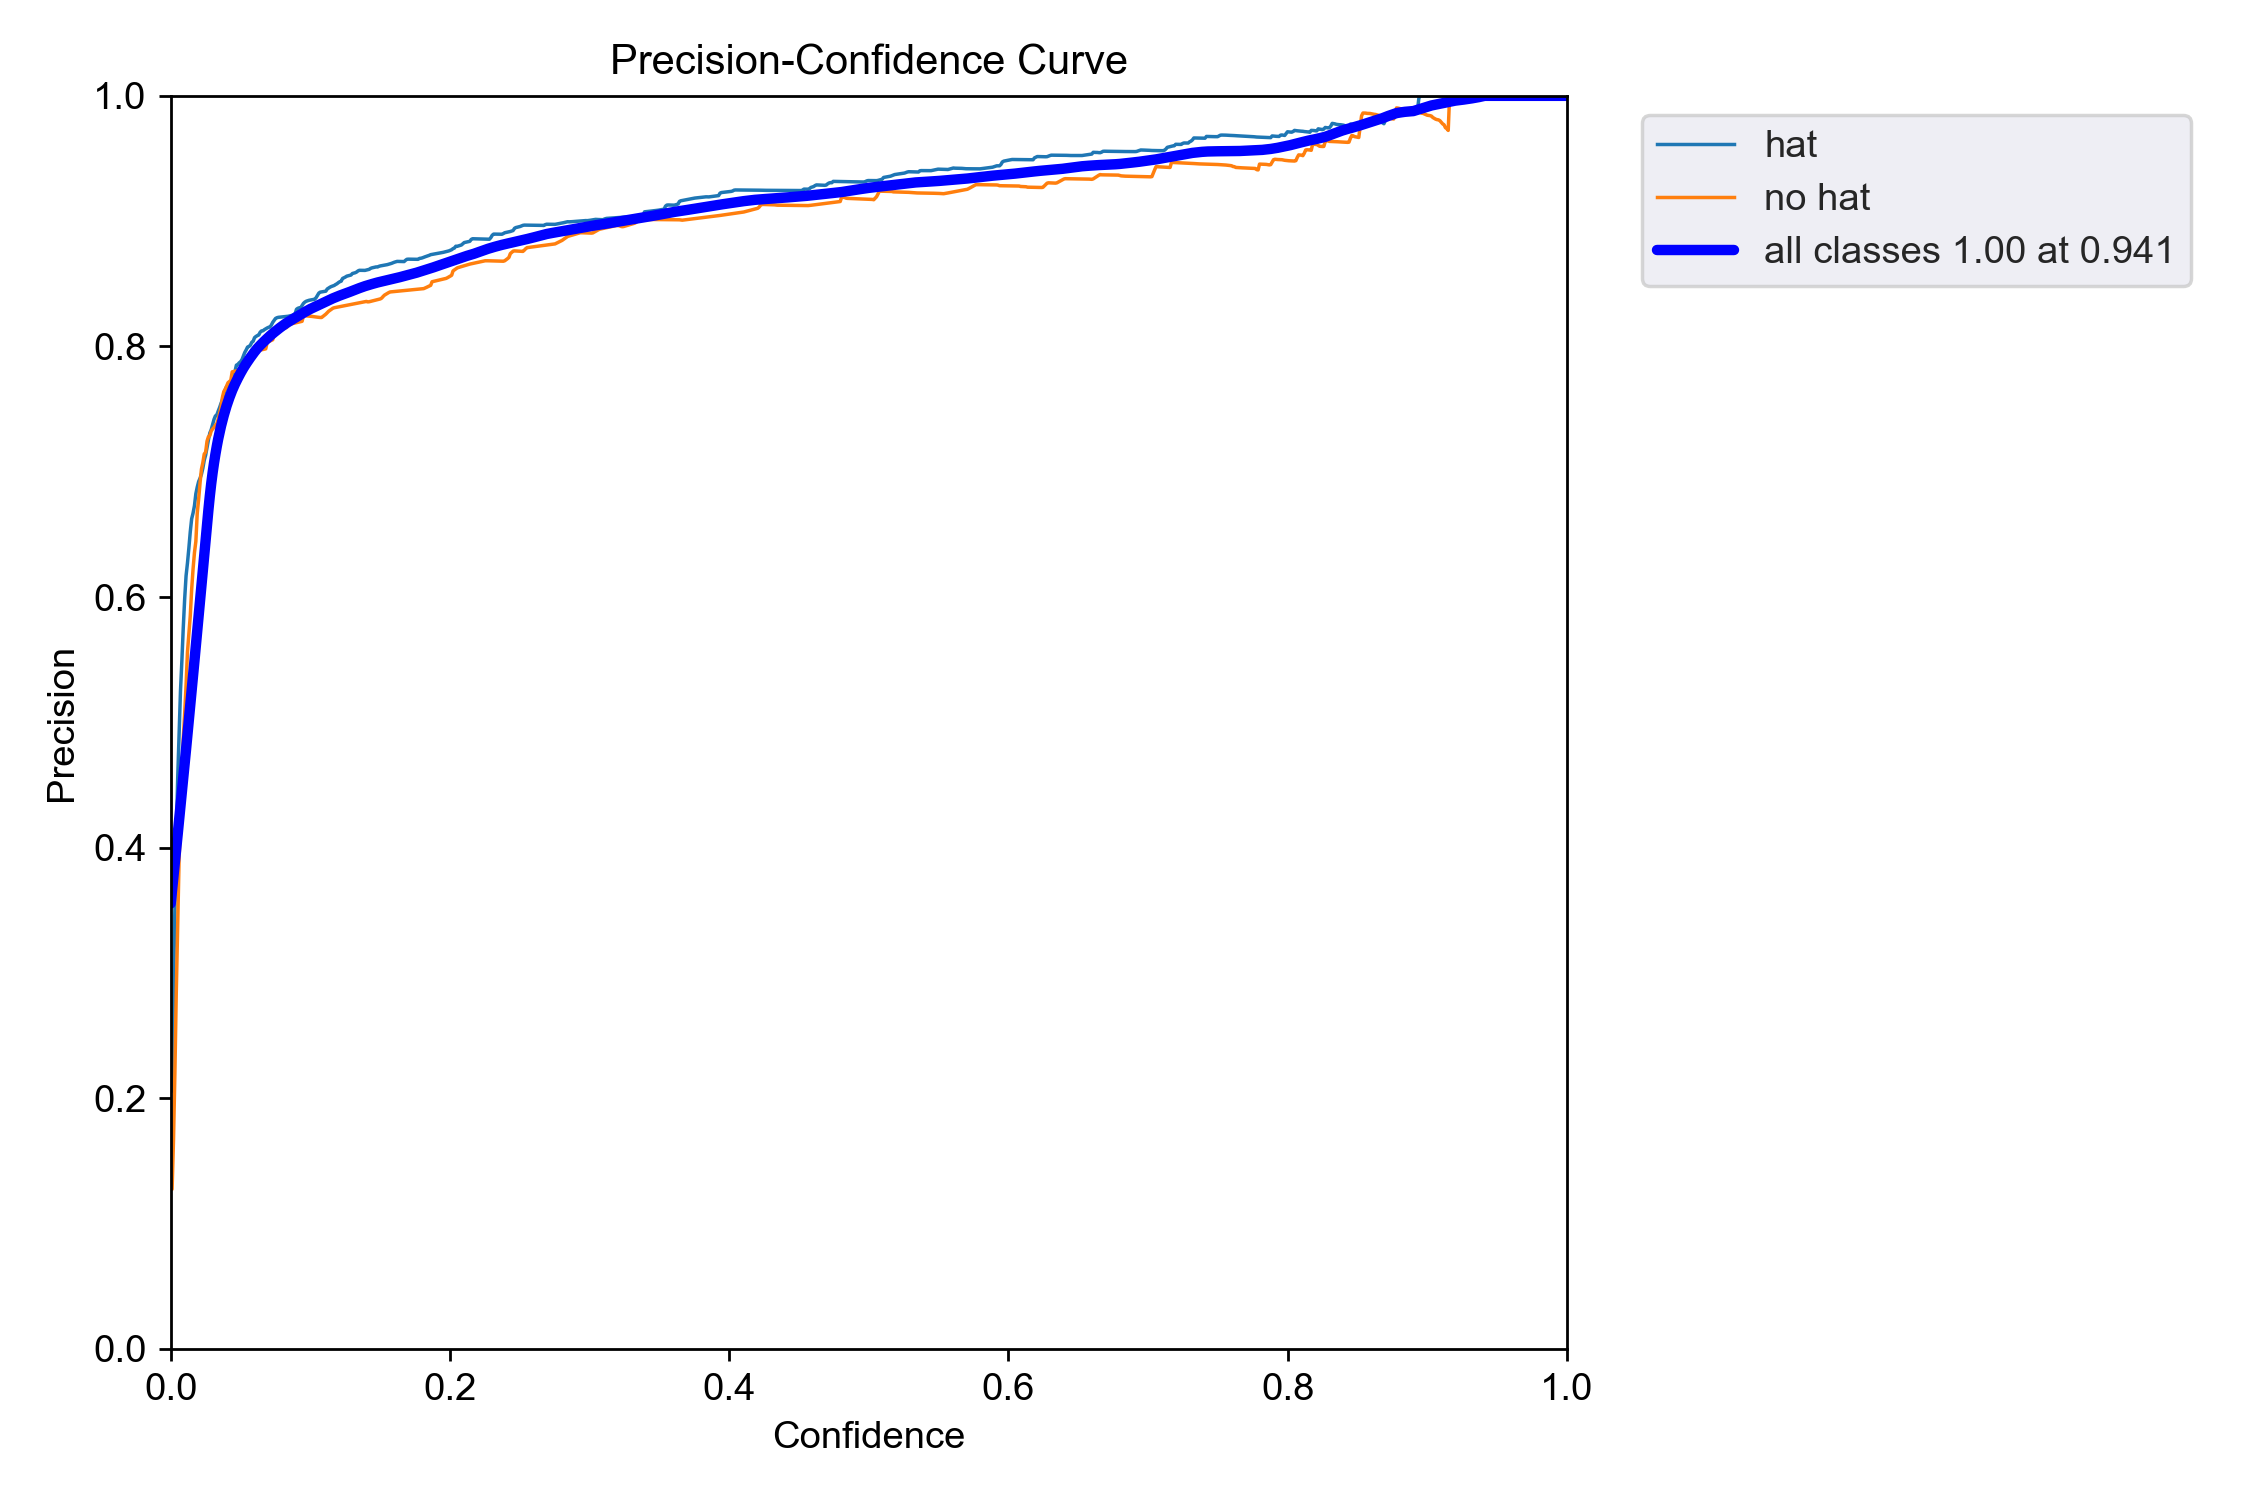 Precision-Confidence Curve
1.0
0.8
0.6
0.4
0.2
0.0
Precision
0.0 0.2 0.4 0.6 0.8 1.0
Confidence
hat
no hat
all classes 1.00 at 0.941